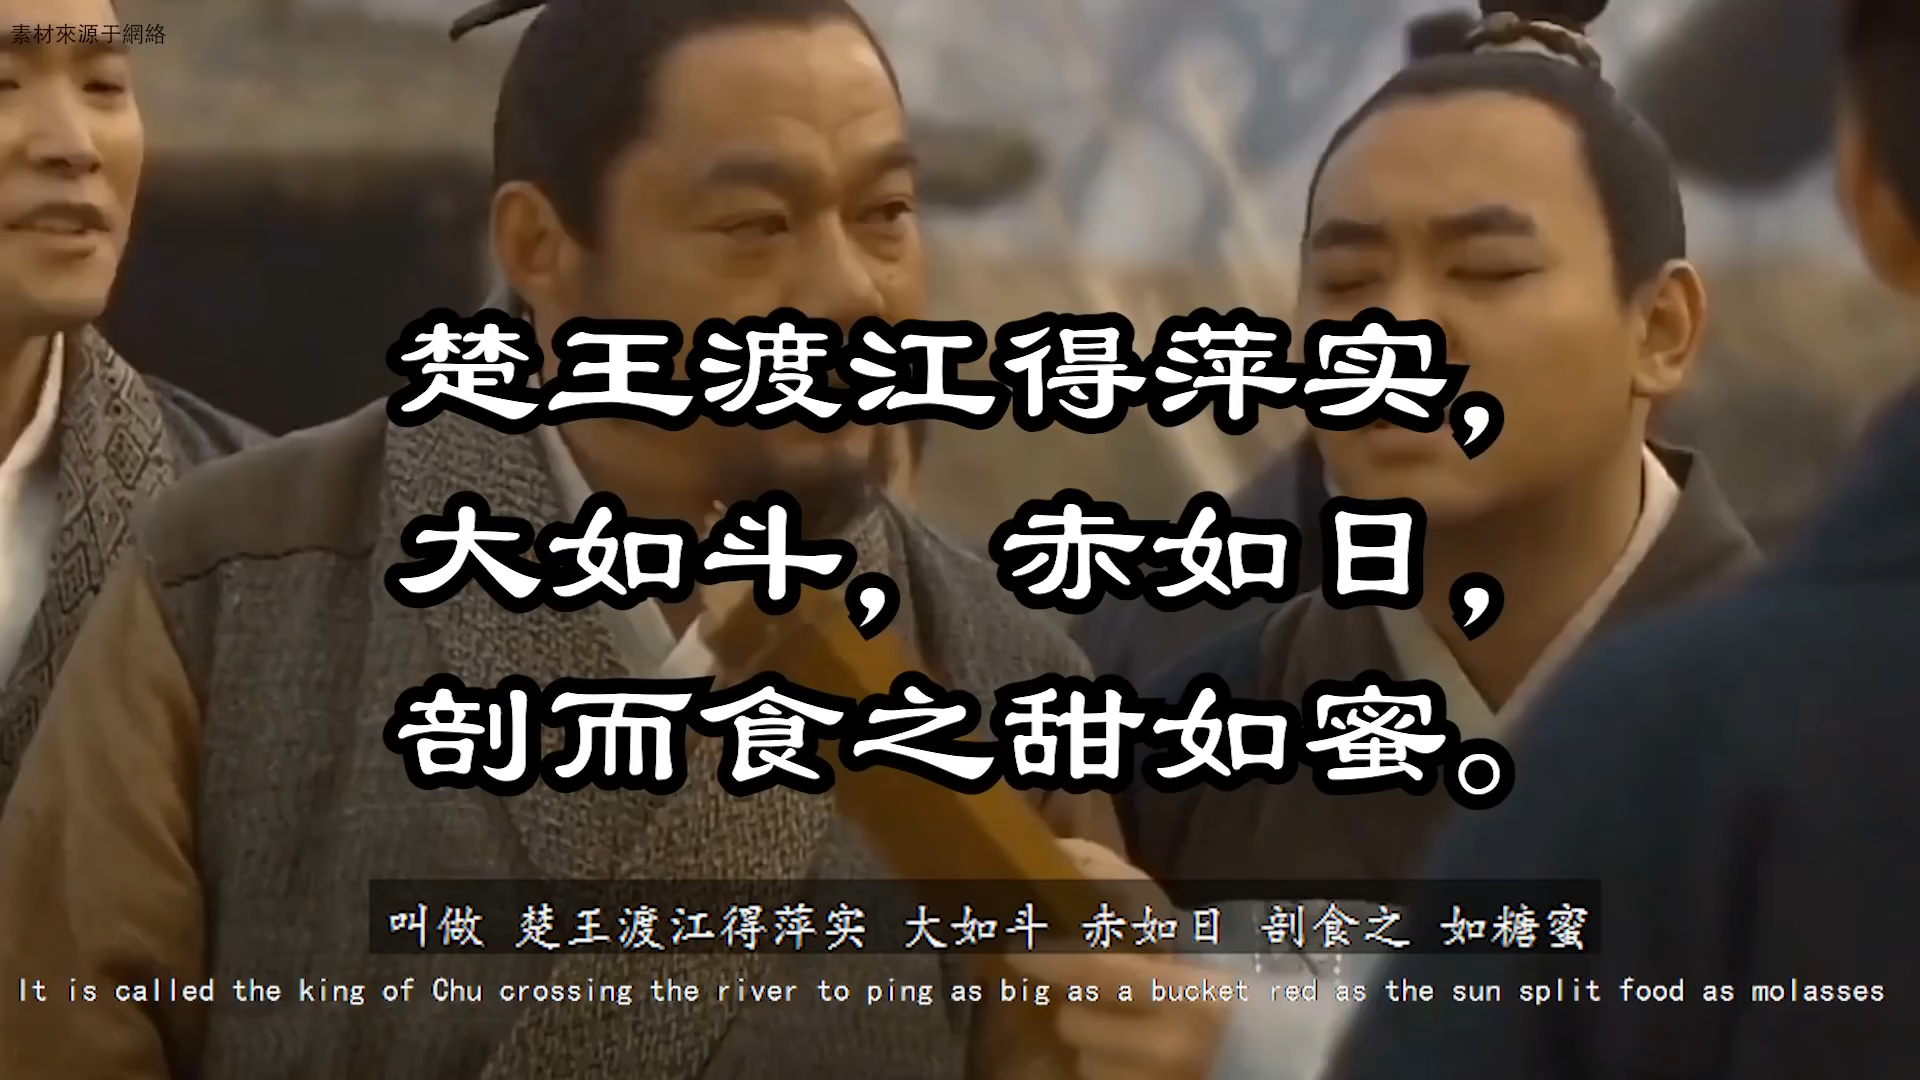 素材來源于網絡
楚王渡江得萍实，
大如斗，赤如日，
剖而食之甜如蜜。
叫做 楚王渡江得萍实 大如斗 赤如日 剖食之 如糖蜜
It is called the king of Chu crossing the river to ping as big as a bucket red as the sun split food as molasses